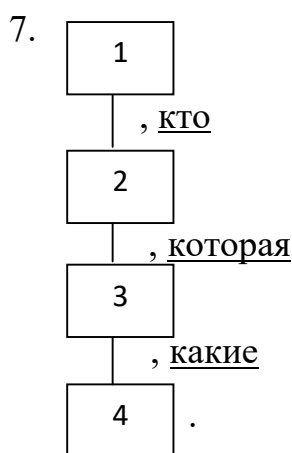 7.
1
, кто
2
, которая
3
, какие
4 .